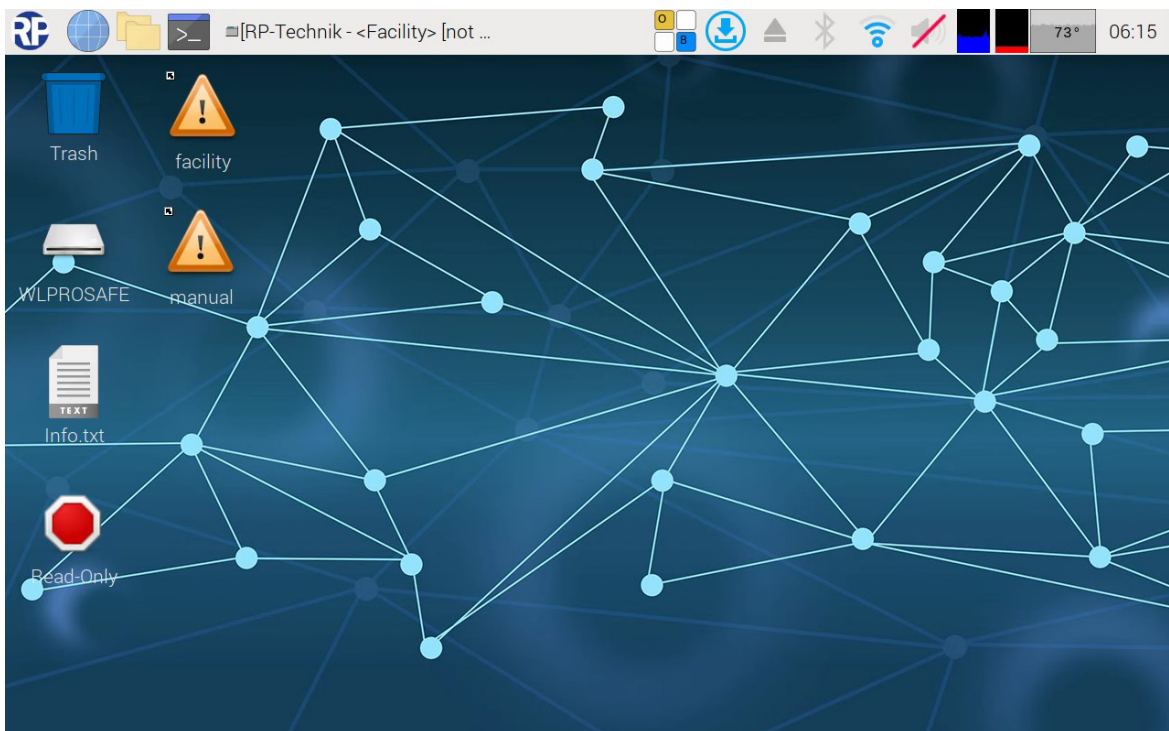 RP
>_
[RP-Technik - <Facility> [not ...
O
B
73°
06:15
Trash
facility
WLPROSAFE
manual
TEXT
Info.txt
Read-Only